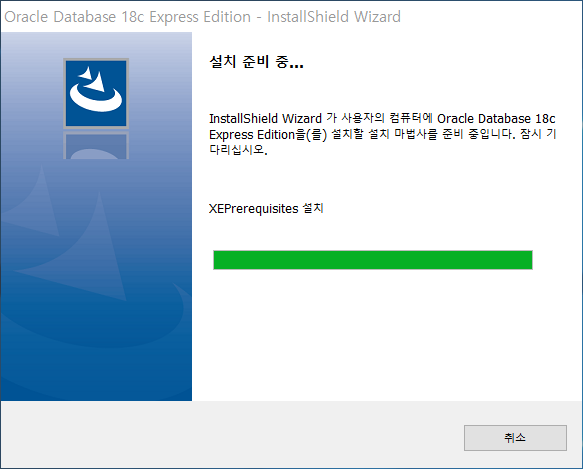 Oracle Database 18c Express Edition - InstallShield Wizard
설치 준비 중...
InstallShield Wizard 가 사용자의 컴퓨터에 Oracle Database 18c
Express Edition을(를) 설치할 설치 마법사를 준비 중입니다. 잠시 기
다리십시오.
XEPrerequisites 설치
취소